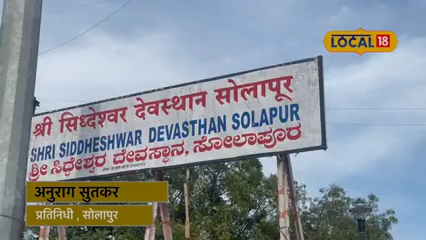 LOCAL 18
श्री सिध्देश्वर देवस्थान सोलापूर
SHRI SIDDHESHWAR DEVASTHAN SOLAPUR
ಶ್ರೀ ಸಿದ್ಧೇಶ್ವರ ದೇವಸ್ಥಾನ, ಸೋಲಾಪೂರ
अनुराग सुतकर
प्रतिनिधी , सोलापूर